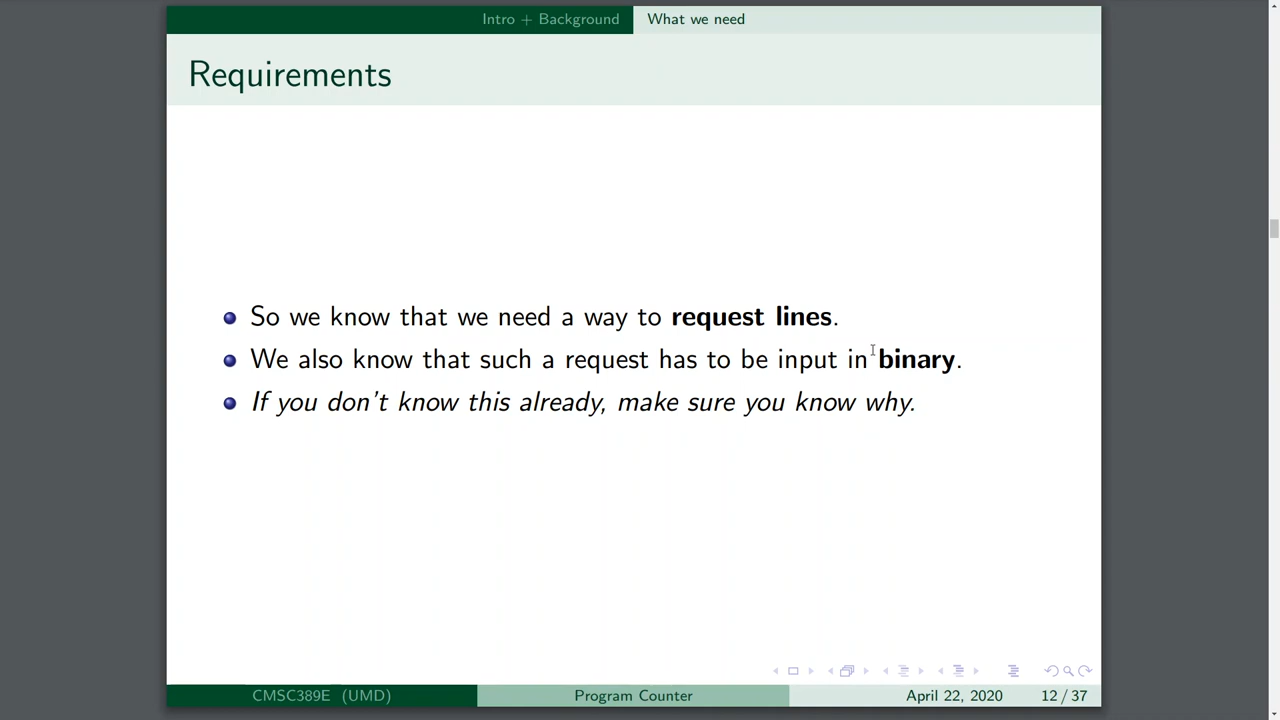 Intro + Background What we need
Requirements
So we know that we need a way to request lines.
We also know that such a request has to be input in binary.
If you don't know this already, make sure you know why.
CMSC389E (UMD) Program Counter April 22, 2020 12 / 37